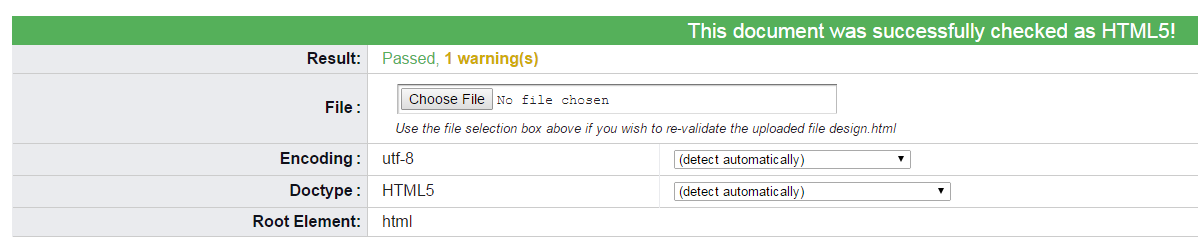 This document was successfully checked as HTML5!
Result: Passed, 1 warning(s)
File : Choose File No file chosen
Use the file selection box above if you wish to re-validate the uploaded file design.html
Encoding : utf-8 (detect automatically)
Doctype : HTML5 (detect automatically)
Root Element: html